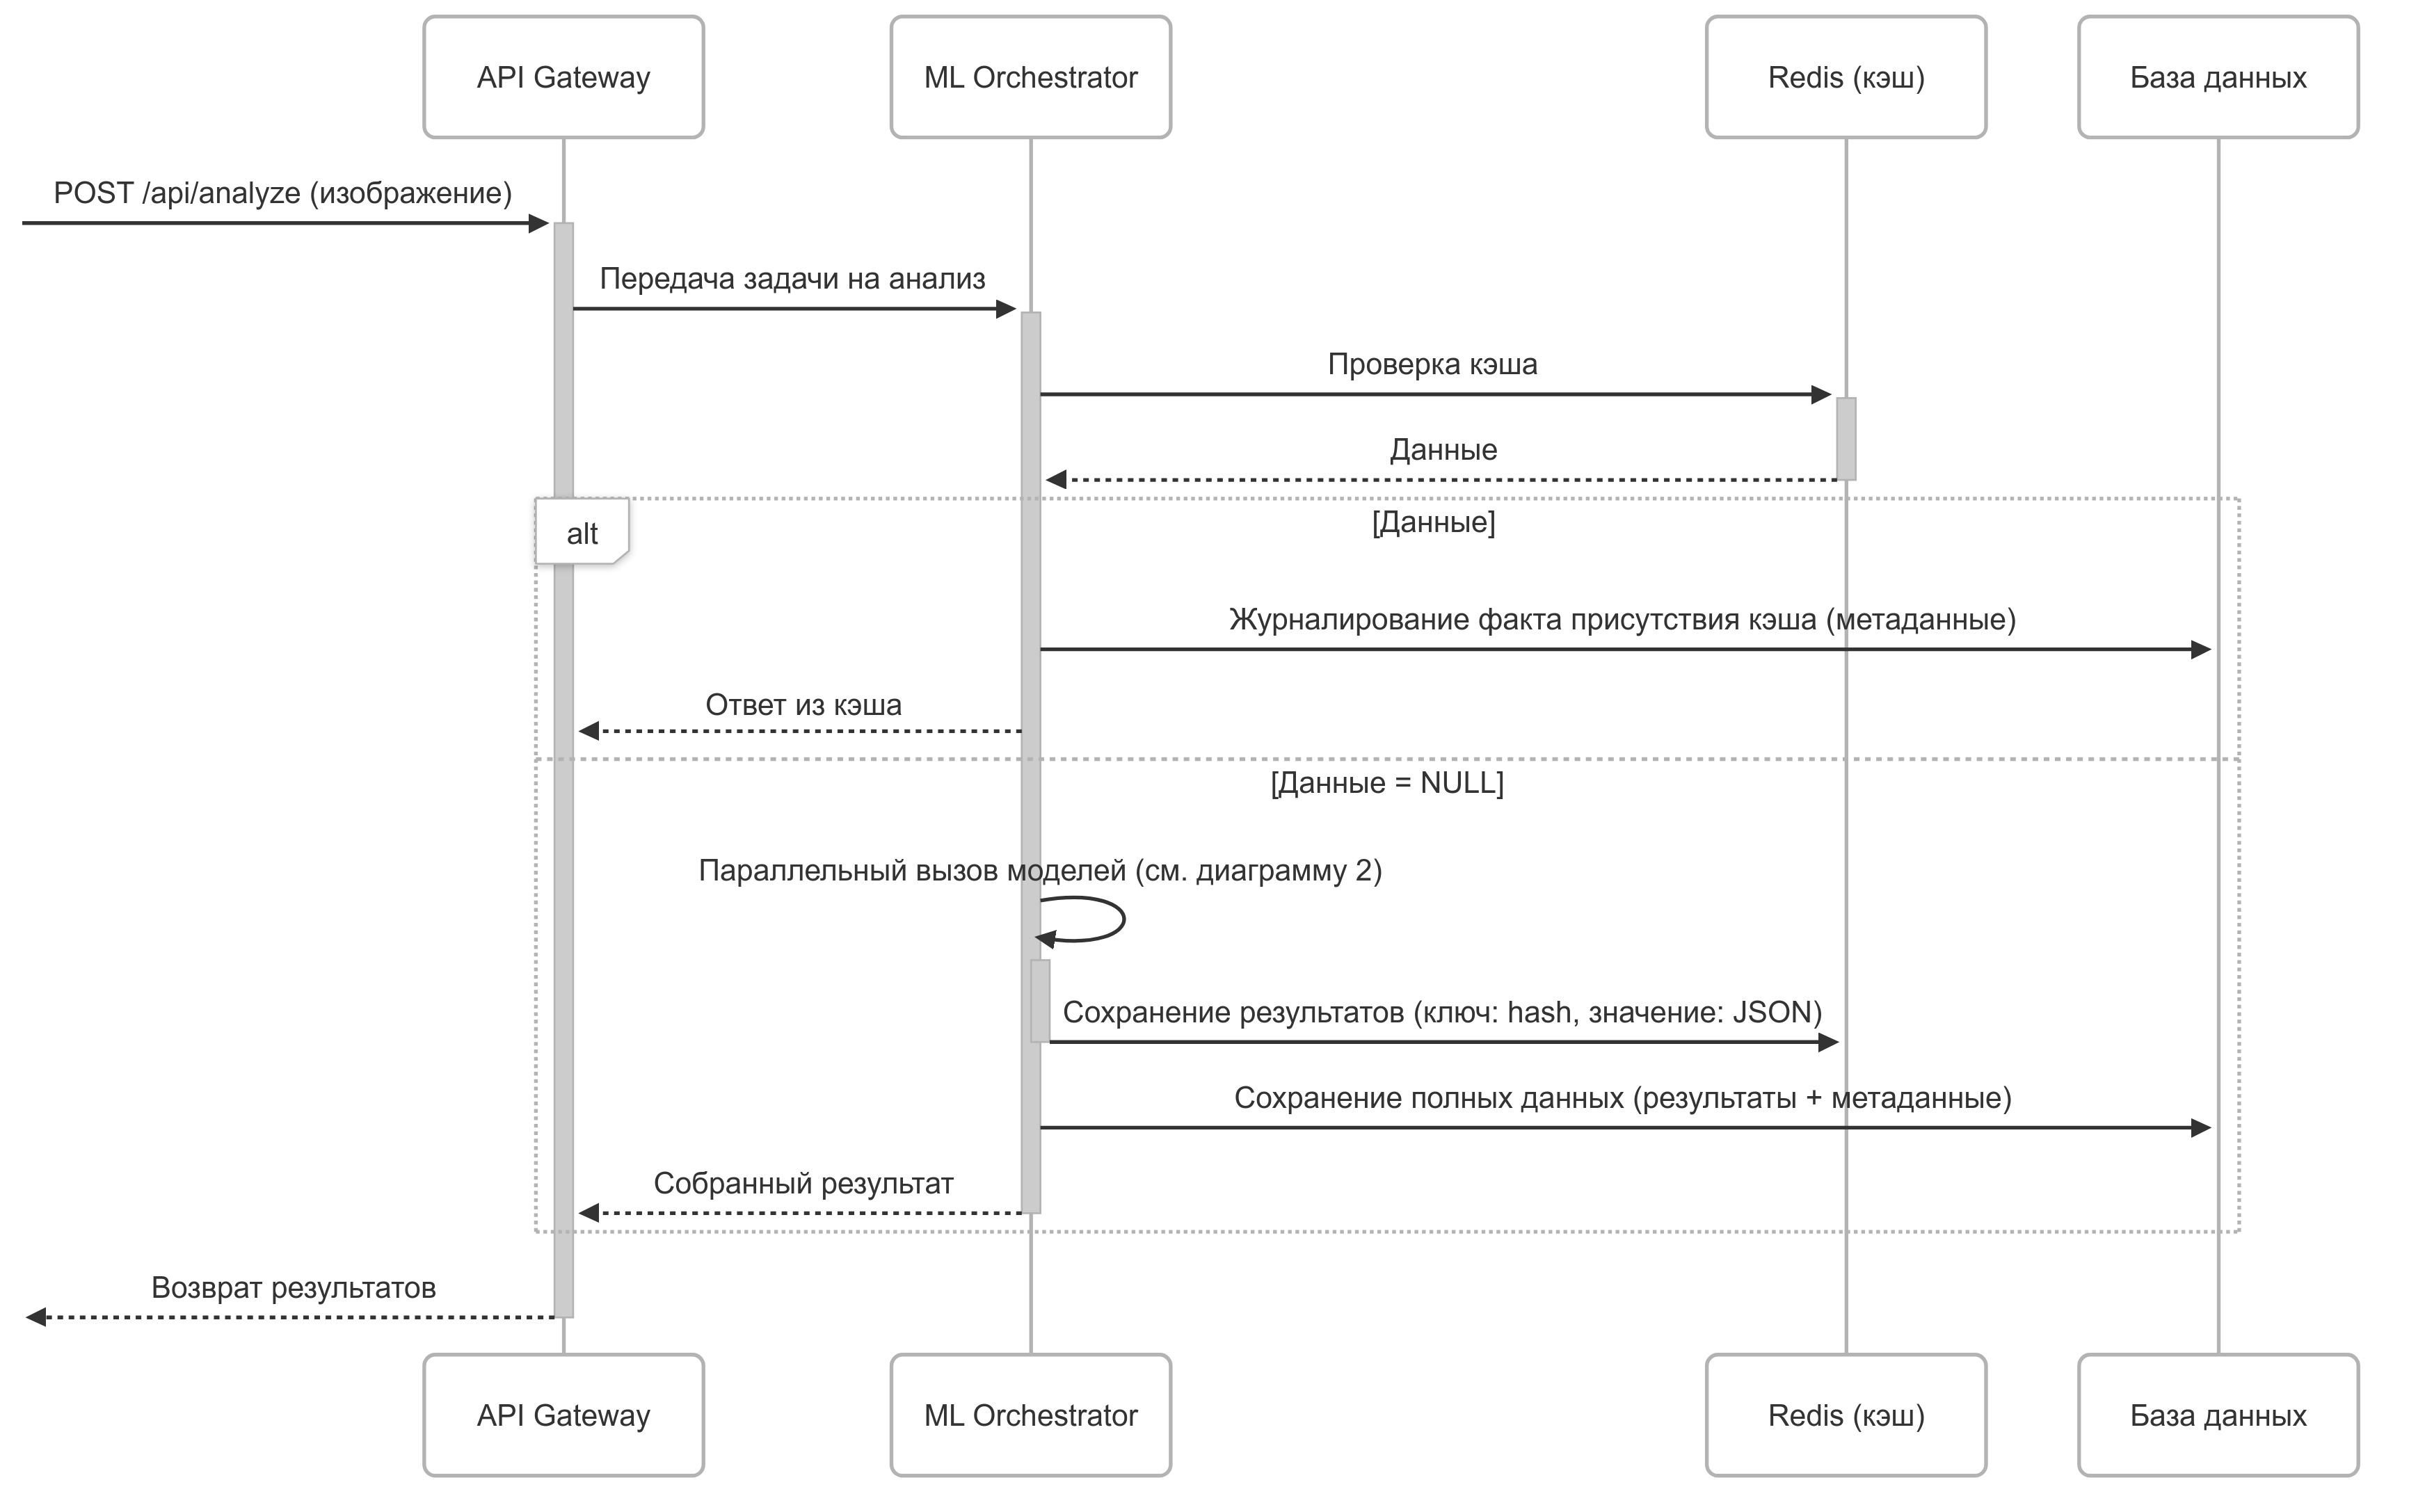 API Gateway
ML Orchestrator
Redis (кэш)
База данных
POST /api/analyze (изображение)
Передача задачи на анализ
Проверка кэша
Данные
alt
[Данные]
Журналирование факта присутствия кэша (метаданные)
Ответ из кэша
[Данные = NULL]
Параллельный вызов моделей (см. диаграмму 2)
Сохранение результатов (ключ: hash, значение: JSON)
Сохранение полных данных (результаты + метаданные)
Собранный результат
Возврат результатов
API Gateway
ML Orchestrator
Redis (кэш)
База данных